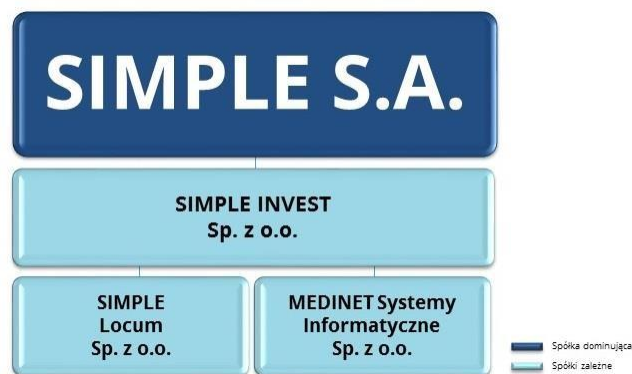 SIMPLE S.A.
SIMPLE INVEST
Sp. z o.o.
SIMPLE
Locum
Sp. z o.o.
MEDINET Systemy
Informatyczne
Sp. z o.o.
Spółka dominująca
Spółki zależne